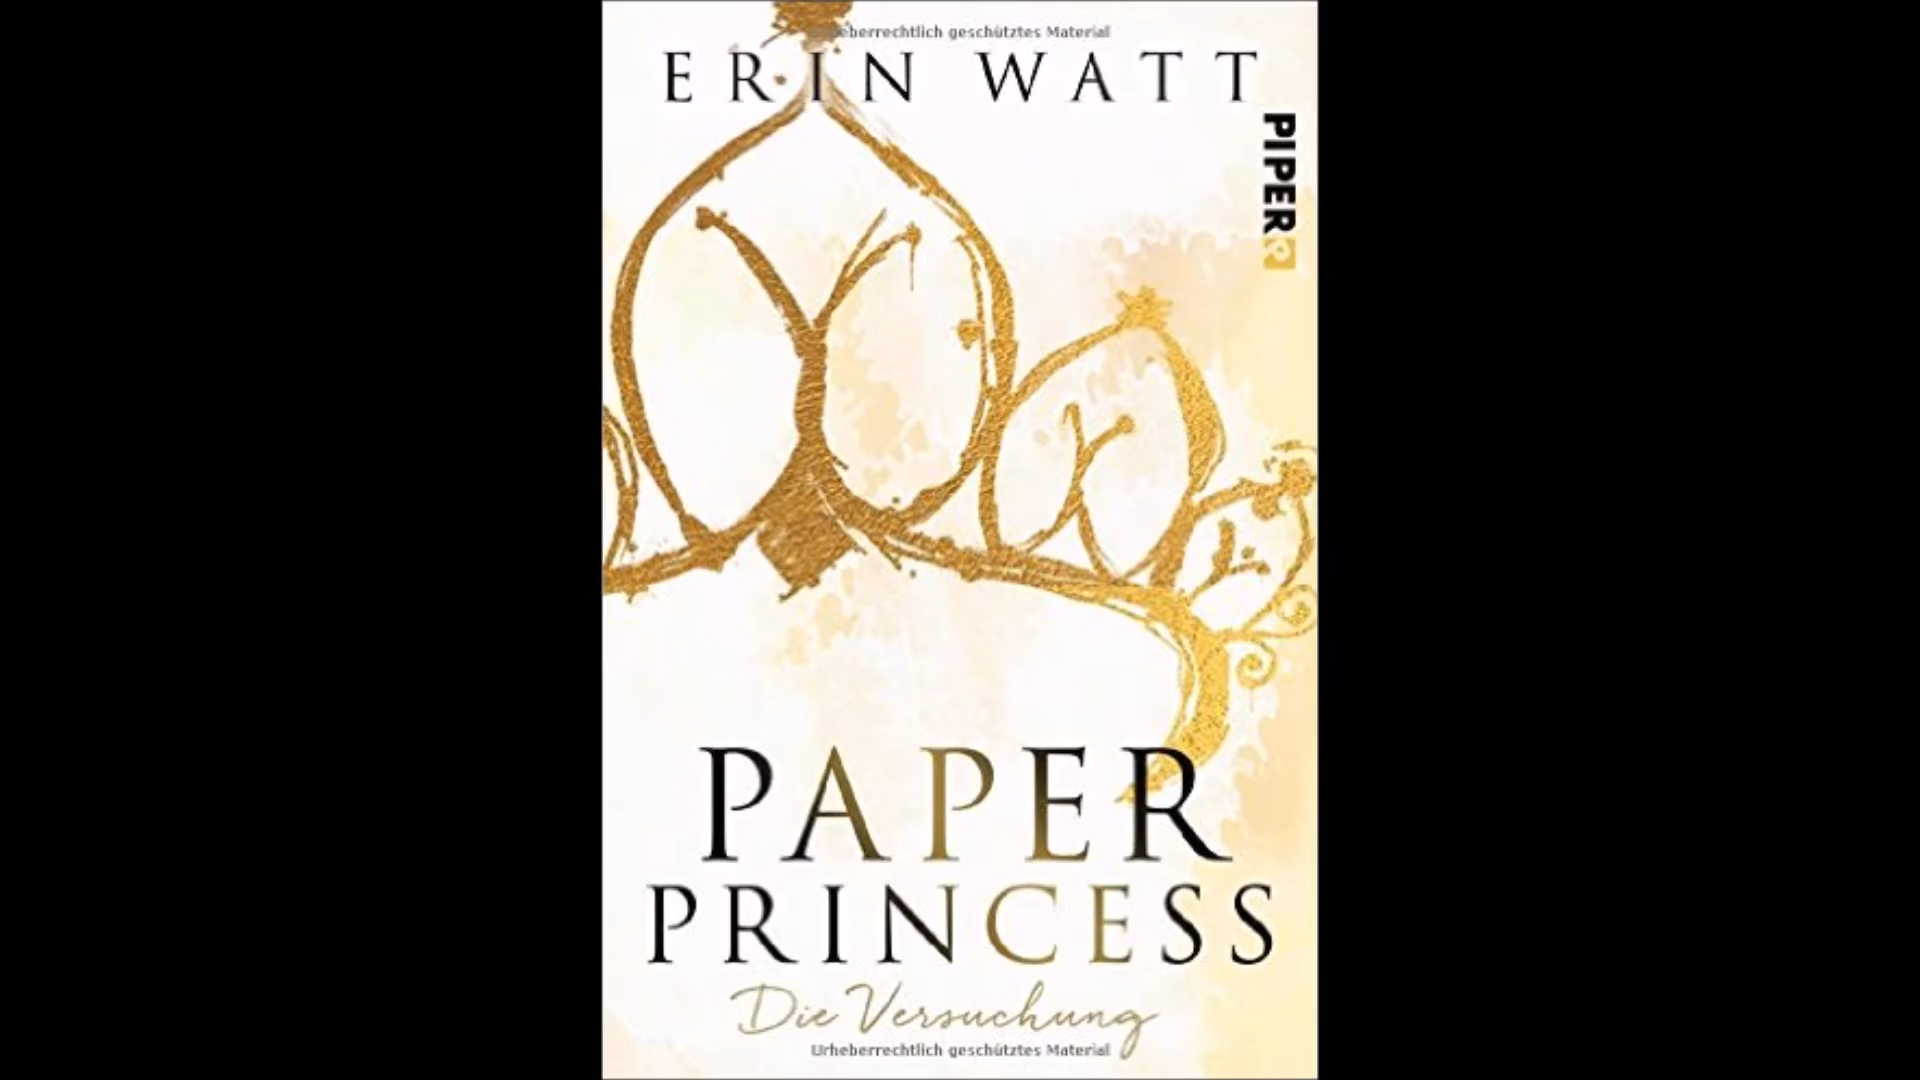 Urheberrechtlich geschütztes Material
ERIN WATT
PIPER
PAPER
PRINCESS
Die Versuchung
Urheberrechtlich geschütztes Material